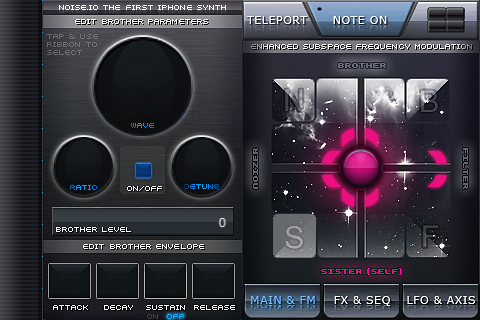 NOISE.IO THE FIRST IPHONE SYNTH
EDIT BROTHER PARAMETERS
TAP & USE
RIBBON TO
SELECT
WAVE
RATIO
ON/OFF
DETUNE
BROTHER LEVEL 0
EDIT BROTHER ENVELOPE
ATTACK DECAY SUSTAIN RELEASE
ON OFF
TELEPORT NOTE ON
ENHANCED SUBSPACE FREQUENCY MODULATION
BROTHER
N B
NOIZER
FILTER
S F
SISTER (SELF)
MAIN & FM FX & SEQ LFO & AXIS